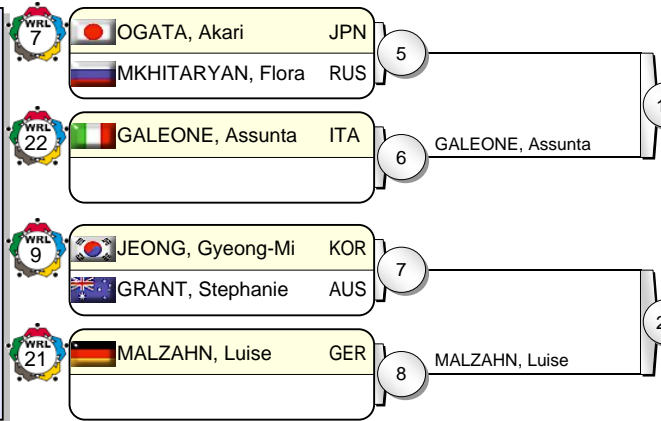 WRL
7
OGATA, Akari JPN
MKHITARYAN, Flora RUS
5
WRL
22
GALEONE, Assunta ITA
6
GALEONE, Assunta
WRL
9
JEONG, Gyeong-Mi KOR
GRANT, Stephanie AUS
7
WRL
21
MALZAHN, Luise GER
8
MALZAHN, Luise